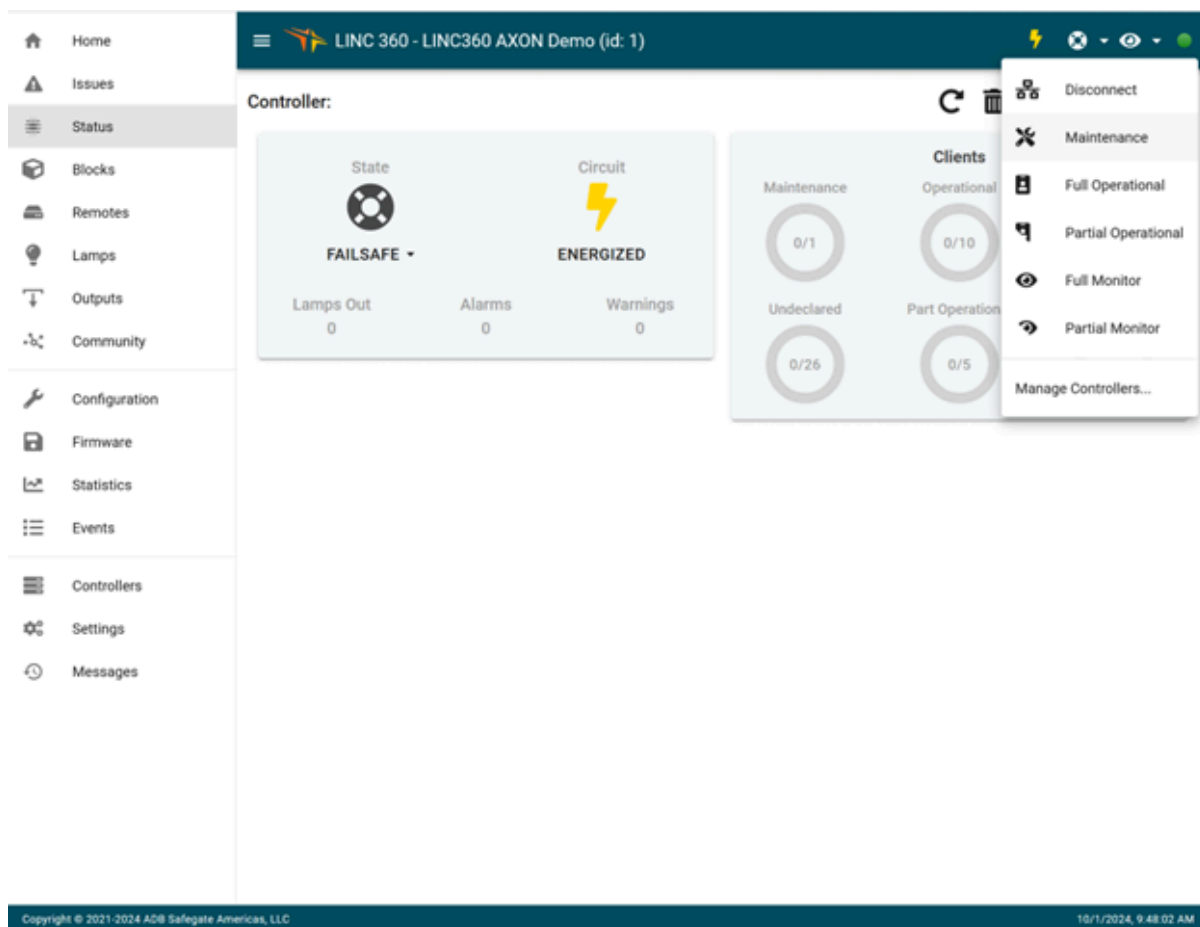 Home
Issues
Status
Blocks
Remotes
Lamps
Outputs
Community
Configuration
Firmware
Statistics
Events
Controllers
Settings
Messages
LINC 360 - LINC360 AXON Demo (id: 1)
Controller:
State
Circuit
FAILSAFE
ENERGIZED
Lamps Out
Alarms
Warnings
0
0
0
Clients
Maintenance
Operational
0/1
0/10
Undeclared
Part Operation
0/26
0/5
Disconnect
Maintenance
Full Operational
Partial Operational
Full Monitor
Partial Monitor
Manage Controllers...
Copyright © 2021-2024 ADB Safegate Americas, LLC
10/1/2024, 9:48:02 AM